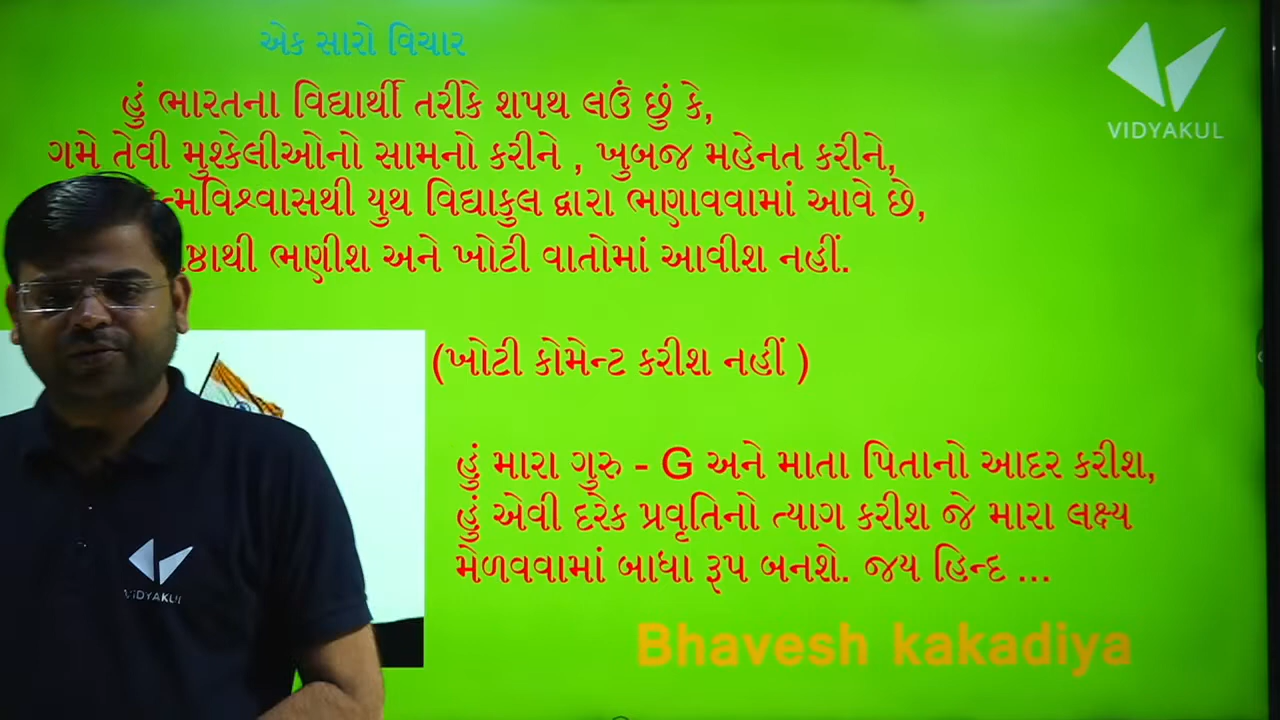 એક સારો વિચાર
VIDYAKUL
હું ભારતના વિદ્યાર્થી તરીકે શપથ લઉં છું કે,
ગમે તેવી મુશ્કેલીઓનો સામનો કરીને , ખુબજ મહેનત કરીને,
યુથ વિદ્યાકુલ દ્વારા ભણાવવામાં આવે છે,
ભણીશ અને ખોટી વાતોમાં આવીશ નહીં.
(ખોટી કોમેન્ટ કરીશ નહીં )
હું મારા ગુરુ - G અને માતા પિતાનો આદર કરીશ,
હું એવી દરેક પ્રવૃતિનો ત્યાગ કરીશ જે મારા લક્ષ્ય
મેળવવામાં બાધા રૂપ બનશે. જય હિન્દ ...
VIDYAKUL
Bhavesh kakadiya